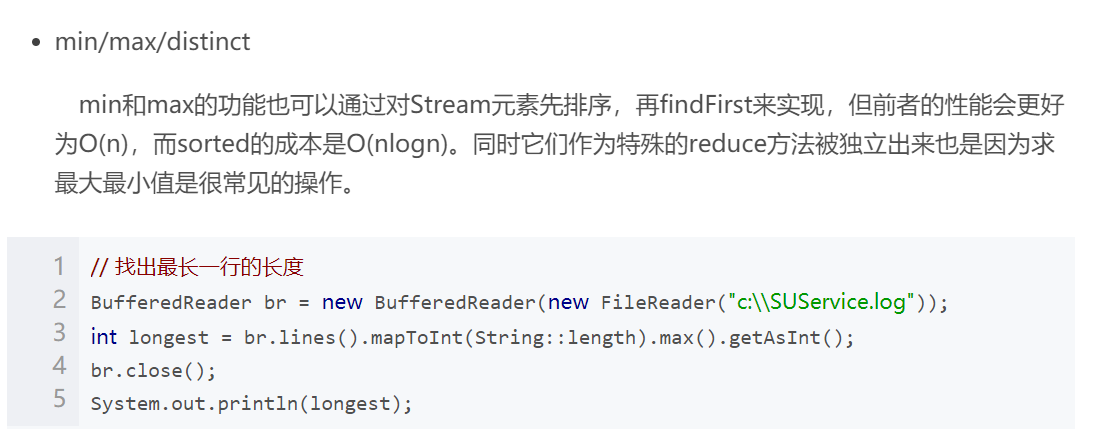 min/max/distinct
min和max的功能也可以通过对Stream元素先排序，再findFirst来实现，但前者的性能会更好
为O(n)，而sorted的成本是O(nlogn)。同时它们作为特殊的reduce方法被独立出来也是因为求
最大最小值是很常见的操作。
1 // 找出最长一行的长度
2 BufferedReader br = new BufferedReader(new FileReader("c:\\SUService.log"));
3 int longest = br.lines().mapToInt(String::length).max().getAsInt();
4 br.close();
5 System.out.println(longest);